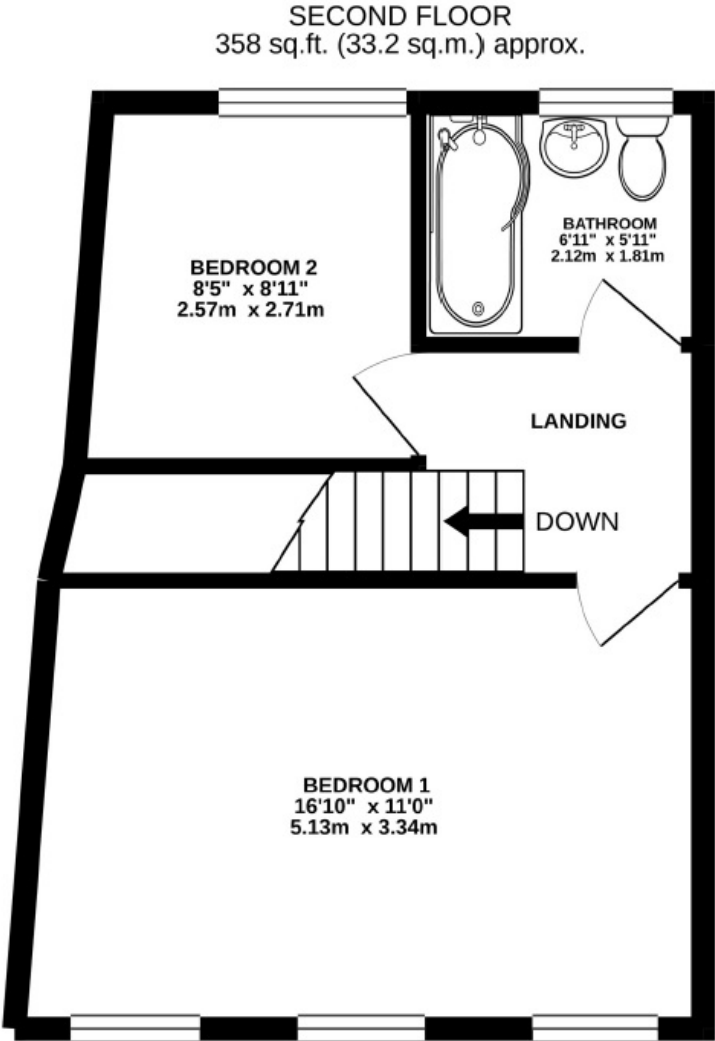 SECOND FLOOR
358 sq.ft. (33.2 sq.m.) approx.
BATHROOM
6'11" x 5'11"
2.12m x 1.81m
BEDROOM 2
8'5" x 8'11"
2.57m x 2.71m
LANDING
DOWN
BEDROOM 1
16'10" x 11'0"
5.13m x 3.34m